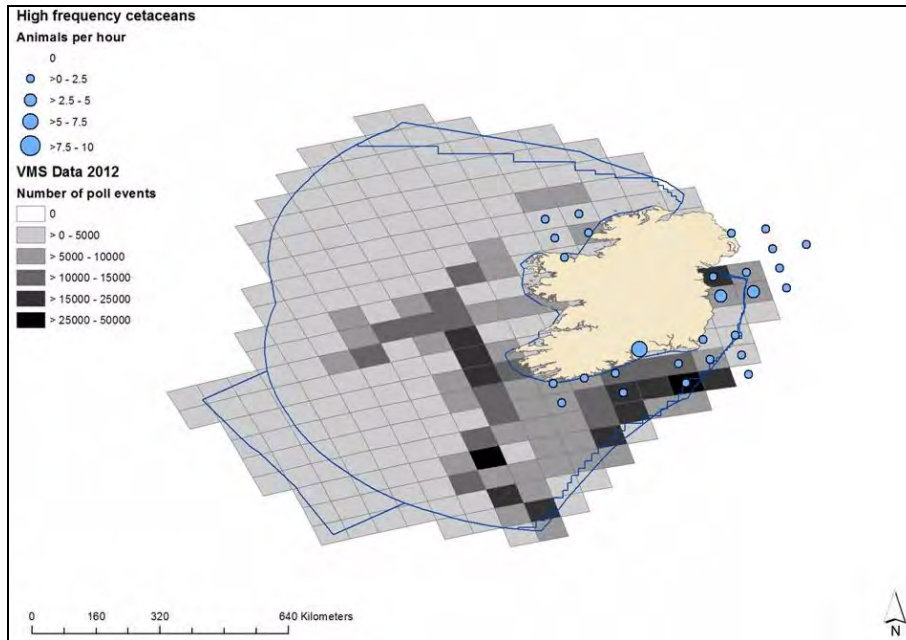 High frequency cetaceans
Animals per hour
0
>0 - 2.5
> 2.5 - 5
>5 - 7.5
>7.5 - 10
VMS Data 2012
Number of poll events
0
> 0 - 5000
> 5000 - 10000
> 10000 - 15000
> 15000 - 25000
> 25000 - 50000
0 160 320 640 Kilometers
N